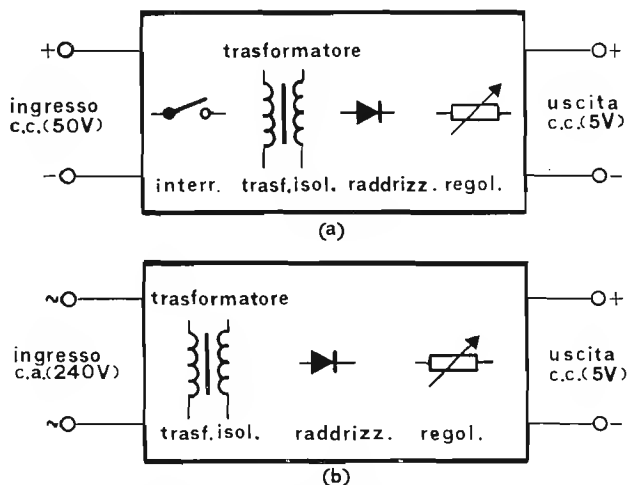 trasformatore
+ +
ingresso
c.c.(50V)
uscita
c.c.(5V)
- -
interr. trasf.isol. raddrizz. regol.
(a)
~ +
trasformatore
ingresso
c.a.(240V)
uscita
c.c.(5V)
~ -
trasf.isol. raddrizz. regol.
(b)